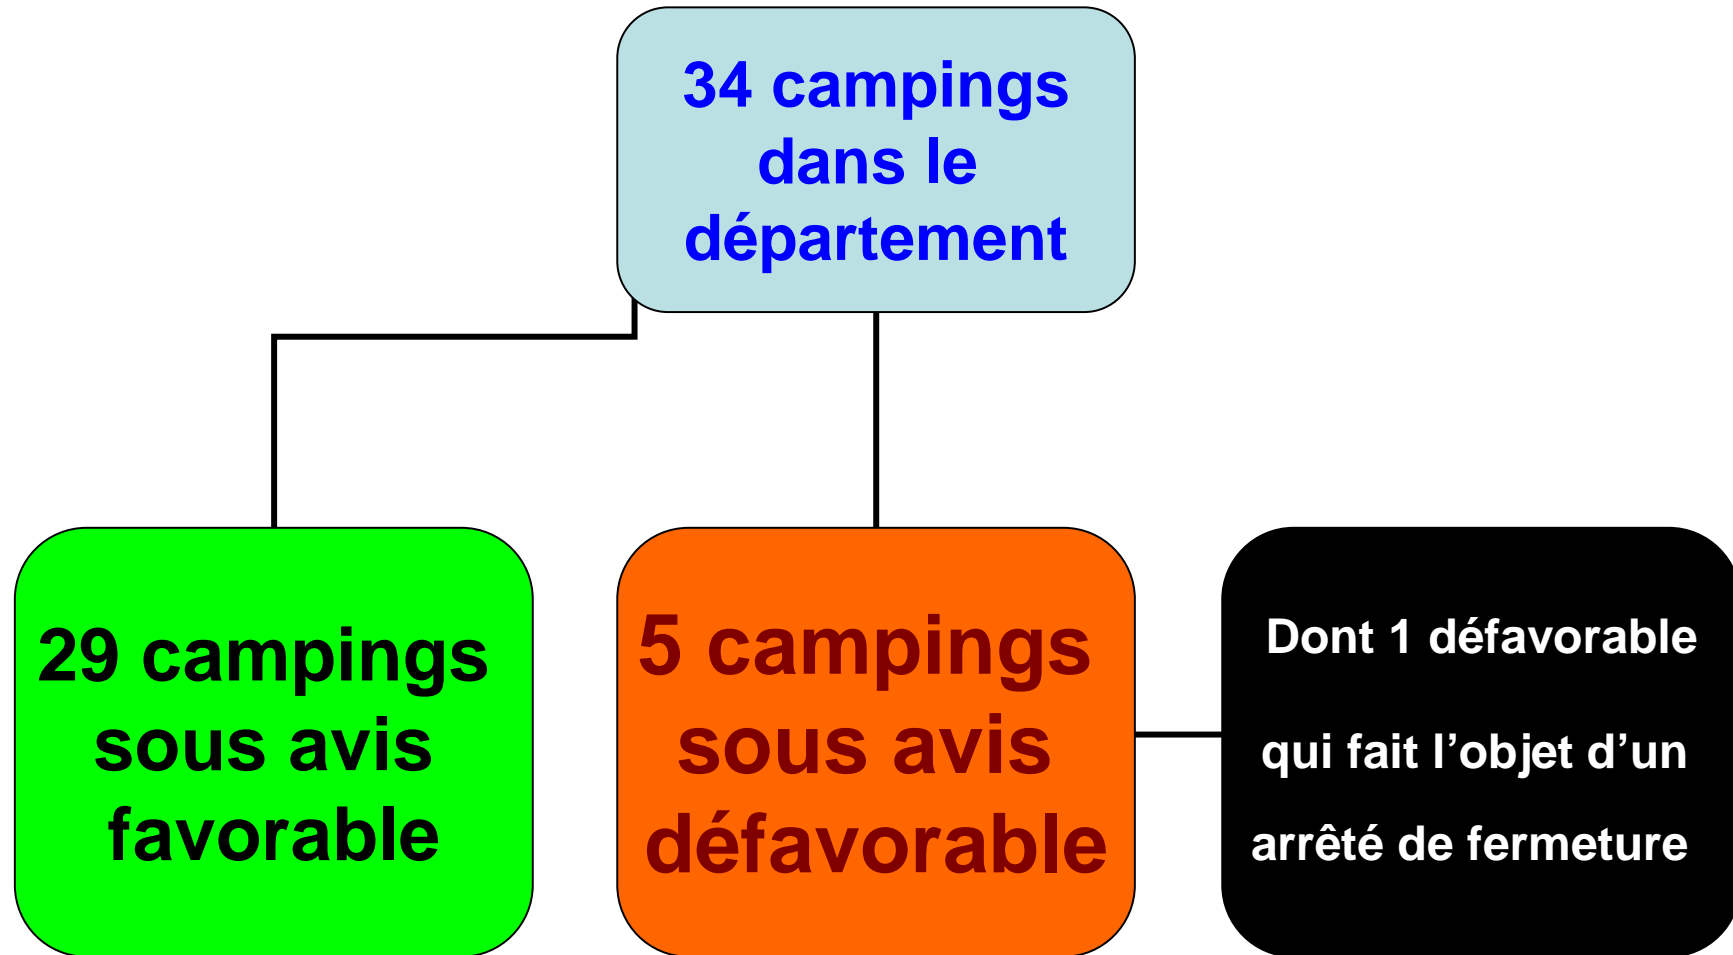 34 campings
dans le
département
29 campings
sous avis
favorable
5 campings
sous avis
défavorable
Dont 1 défavorable
qui fait l’objet d’un
arrêté de fermeture